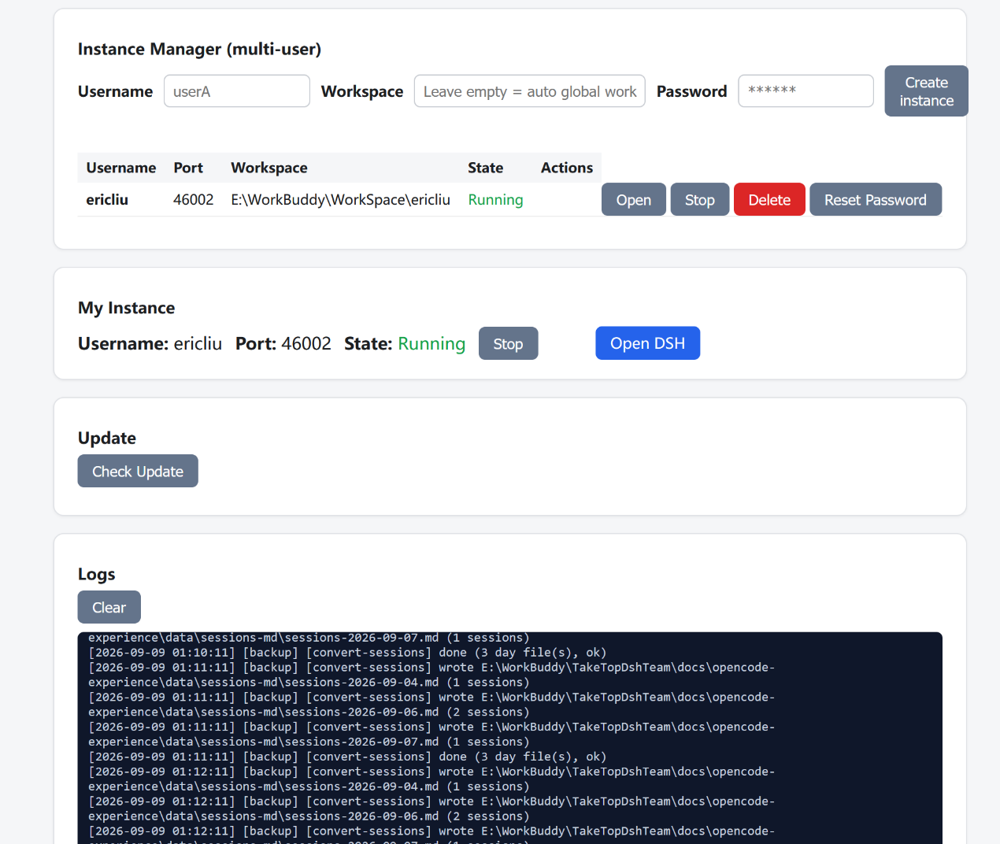 Instance Manager (multi-user)
Username userA Workspace Leave empty = auto global work Password ****** Create instance
Username Port Workspace State Actions
ericliu 46002 E:\WorkBuddy\WorkSpace\ericliu Running Open Stop Delete Reset Password
My Instance
Username: ericliu Port: 46002 State: Running Stop Open DSH
Update
Check Update
Logs
Clear
experience\data\sessions-md\sessions-2026-09-07.md (1 sessions)
[2026-09-09 01:10:11] [backup] [convert-sessions] done (3 day file(s), ok)
[2026-09-09 01:11:11] [backup] [convert-sessions] wrote E:\WorkBuddy\TakeTopDshTeam\docs\opencode-
experience\data\sessions-md\sessions-2026-09-04.md (1 sessions)
[2026-09-09 01:11:11] [backup] [convert-sessions] wrote E:\WorkBuddy\TakeTopDshTeam\docs\opencode-
experience\data\sessions-md\sessions-2026-09-06.md (2 sessions)
[2026-09-09 01:11:11] [backup] [convert-sessions] wrote E:\WorkBuddy\TakeTopDshTeam\docs\opencode-
experience\data\sessions-md\sessions-2026-09-07.md (1 sessions)
[2026-09-09 01:11:11] [backup] [convert-sessions] done (3 day file(s), ok)
[2026-09-09 01:12:11] [backup] [convert-sessions] wrote E:\WorkBuddy\TakeTopDshTeam\docs\opencode-
experience\data\sessions-md\sessions-2026-09-04.md (1 sessions)
[2026-09-09 01:12:11] [backup] [convert-sessions] wrote E:\WorkBuddy\TakeTopDshTeam\docs\opencode-
experience\data\sessions-md\sessions-2026-09-06.md (2 sessions)
[2026-09-09 01:12:11] [backup] [convert-sessions] wrote E:\WorkBuddy\TakeTopDshTeam\docs\opencode-